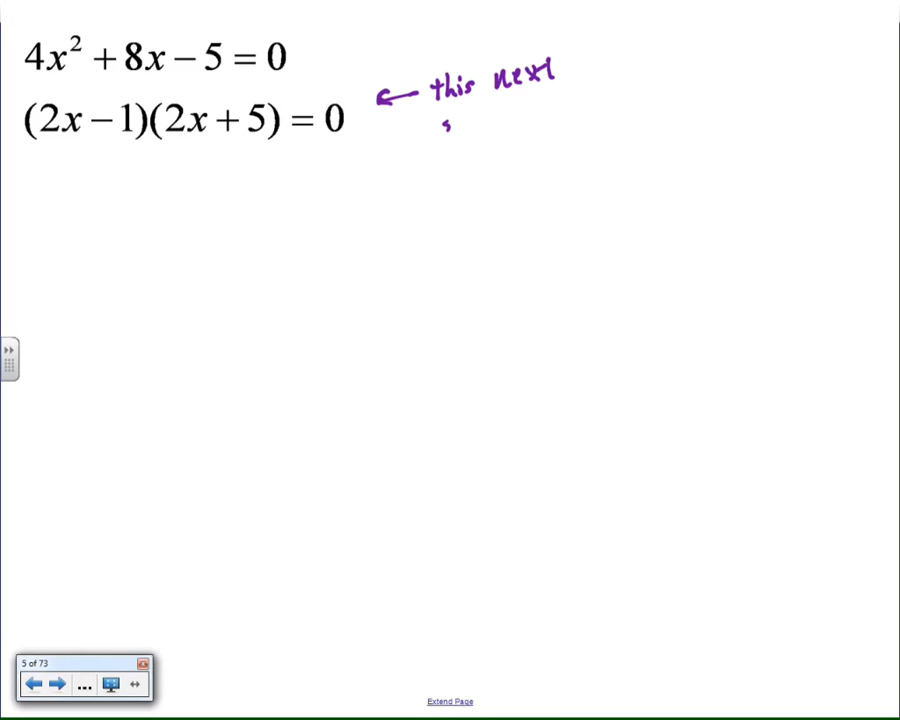 4x² + 8x − 5 = 0
(2x − 1)(2x + 5) = 0
← this next
s
5 of 73
...
Extend Page